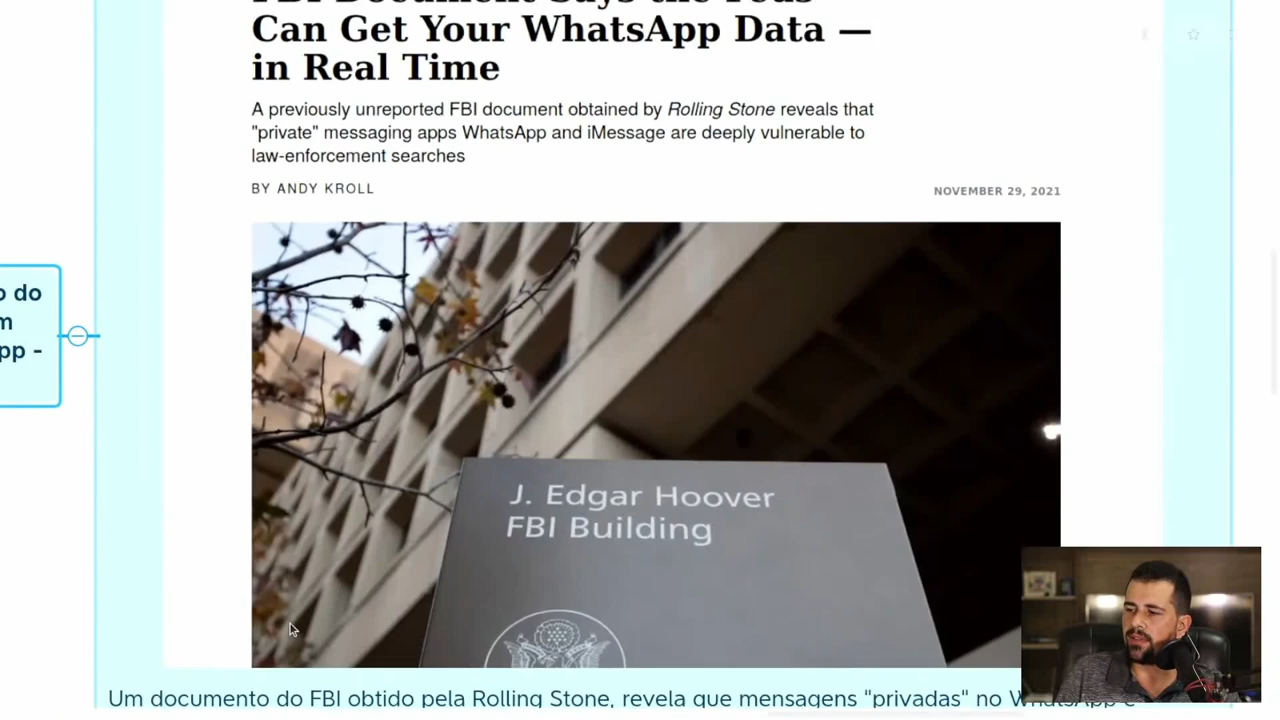 FBI Document Says the Feds
Can Get Your WhatsApp Data —
in Real Time
A previously unreported FBI document obtained by Rolling Stone reveals that
"private" messaging apps WhatsApp and iMessage are deeply vulnerable to
law-enforcement searches
BY ANDY KROLL
NOVEMBER 29, 2021
o do
m
pp -
J. Edgar Hoover
FBI Building
Um documento do FBI obtido pela Rolling Stone, revela que mensagens "privadas" no WhatsApp e